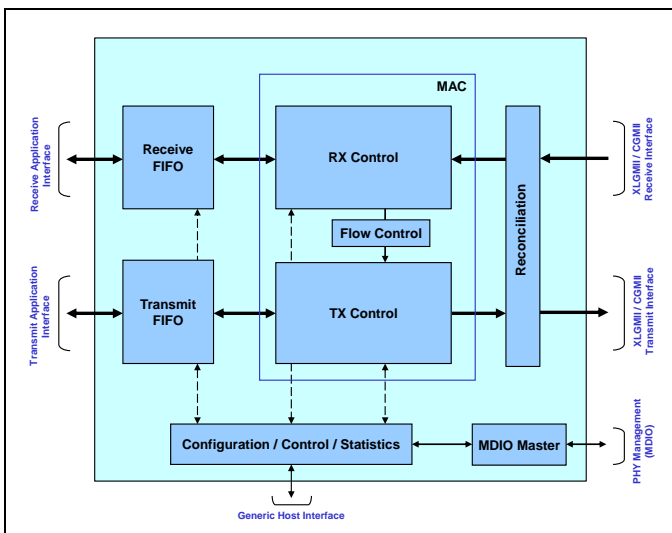 MAC
Receive Application
Interface
Receive
FIFO
RX Control
XLGMII / CGMII
Receive Interface
Flow Control
Reconciliation
Transmit Application
Interface
Transmit
FIFO
TX Control
XLGMII / CGMII
Transmit Interface
Configuration / Control / Statistics
MDIO Master
PHY Management
(MDIO)
Generic Host Interface